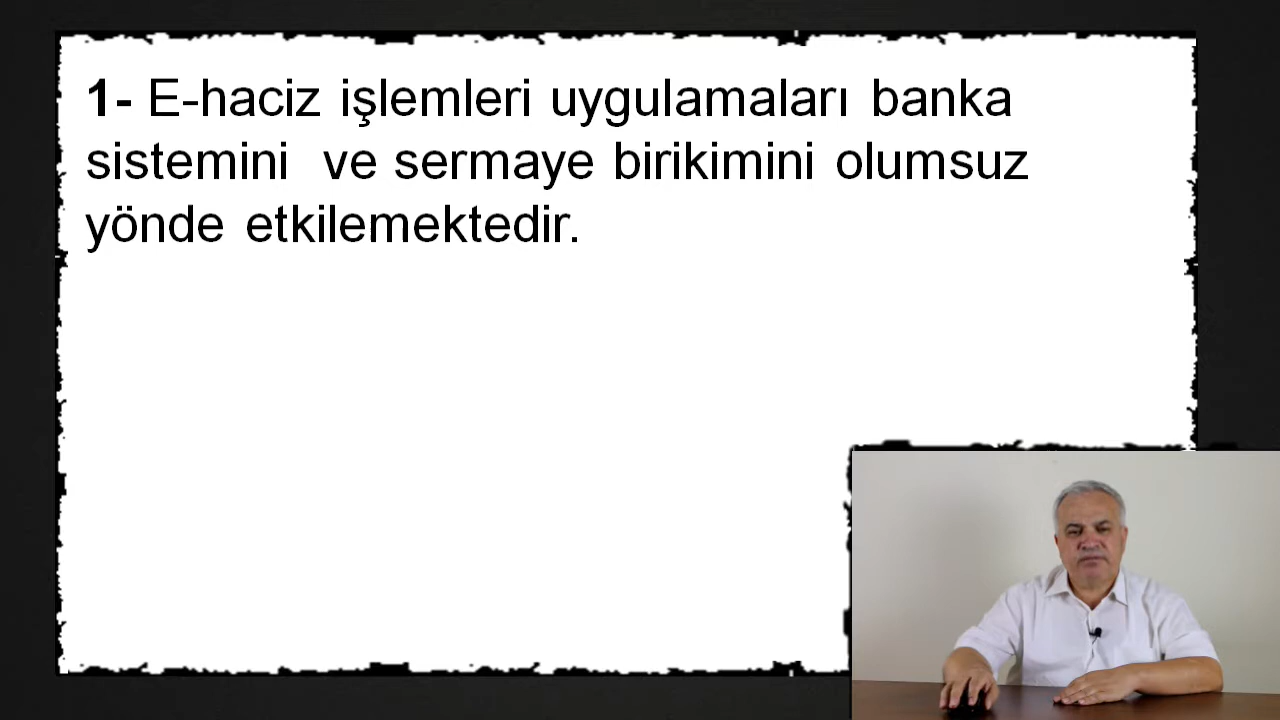 1- E-haciz işlemleri uygulamaları banka
sistemini ve sermaye birikimini olumsuz
yönde etkilemektedir.